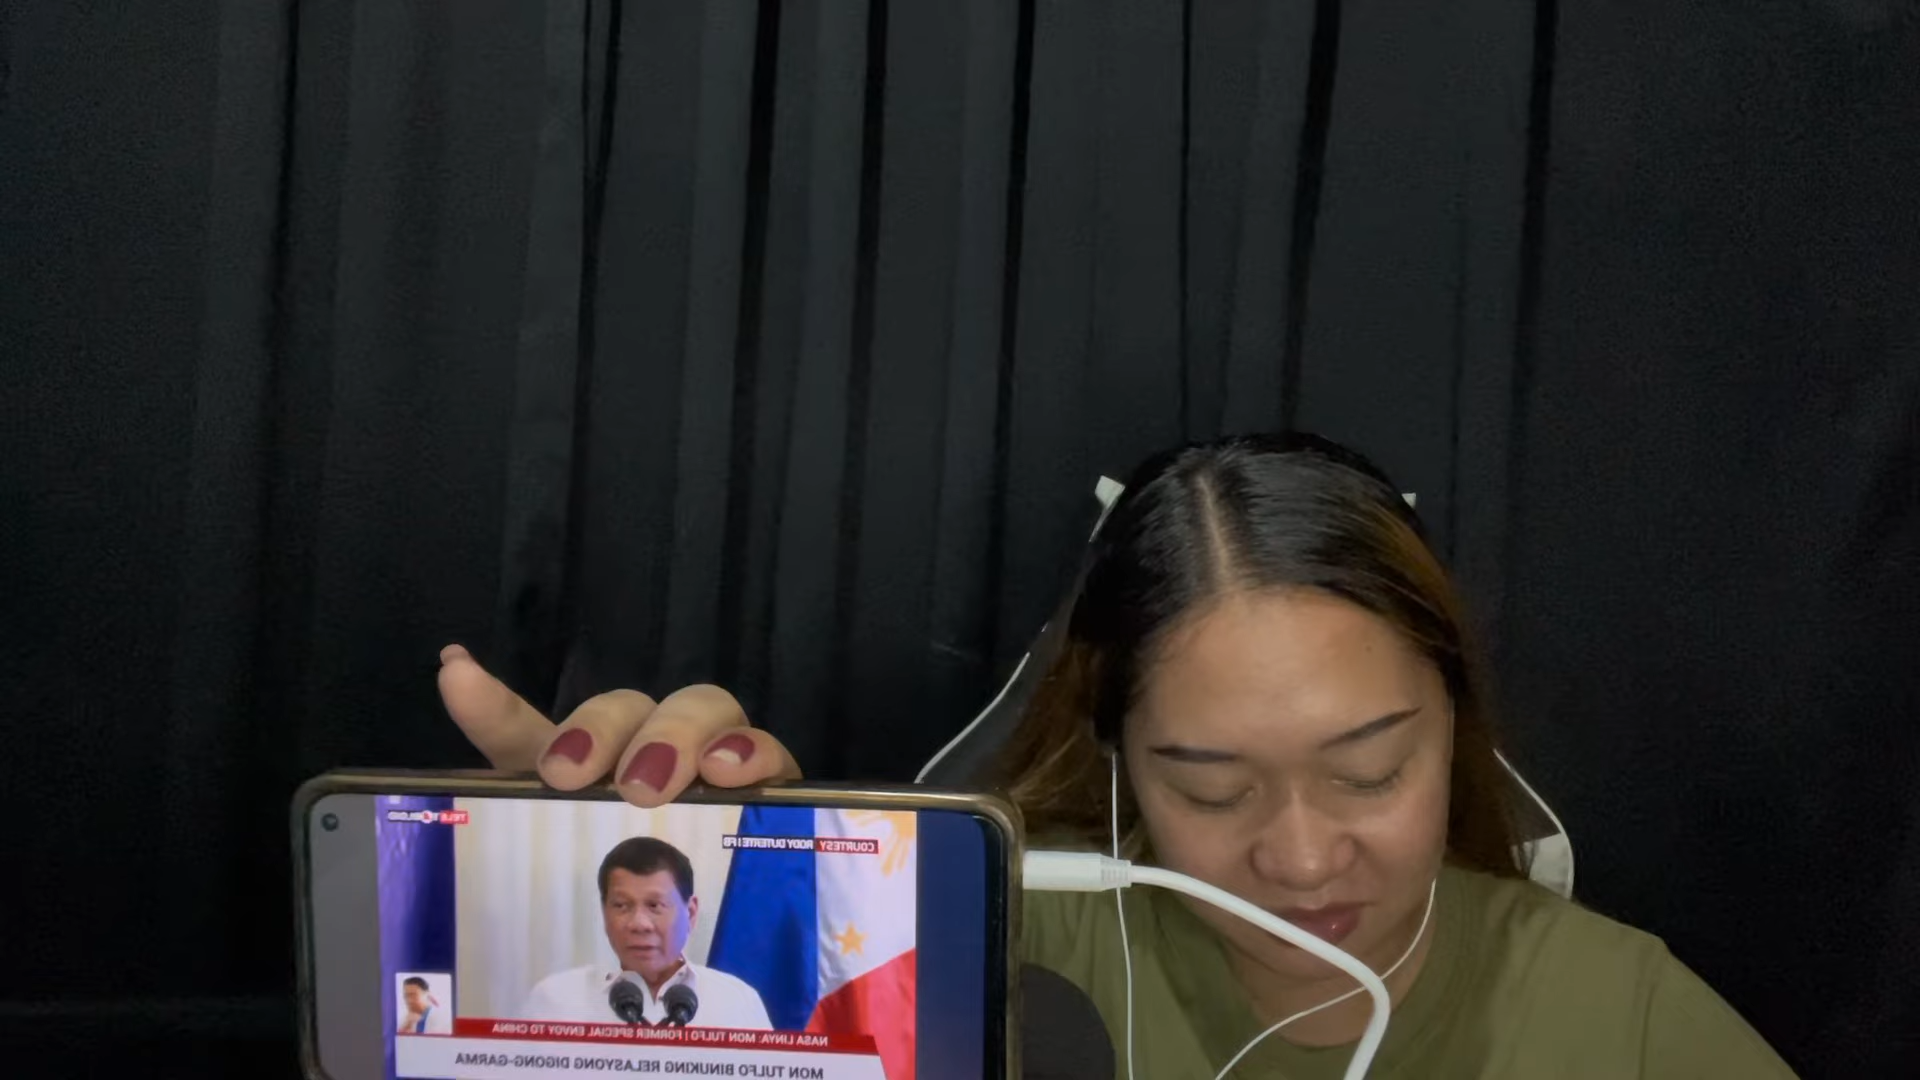 TELETABLOID
COURTESY RODY DUTERTE | FB
NASA LINYA: MON TULFO | FORMER SPECIAL ENVOY TO CHINA
MON TULFO BINUKING RELASYONG DIGONG-GARMA